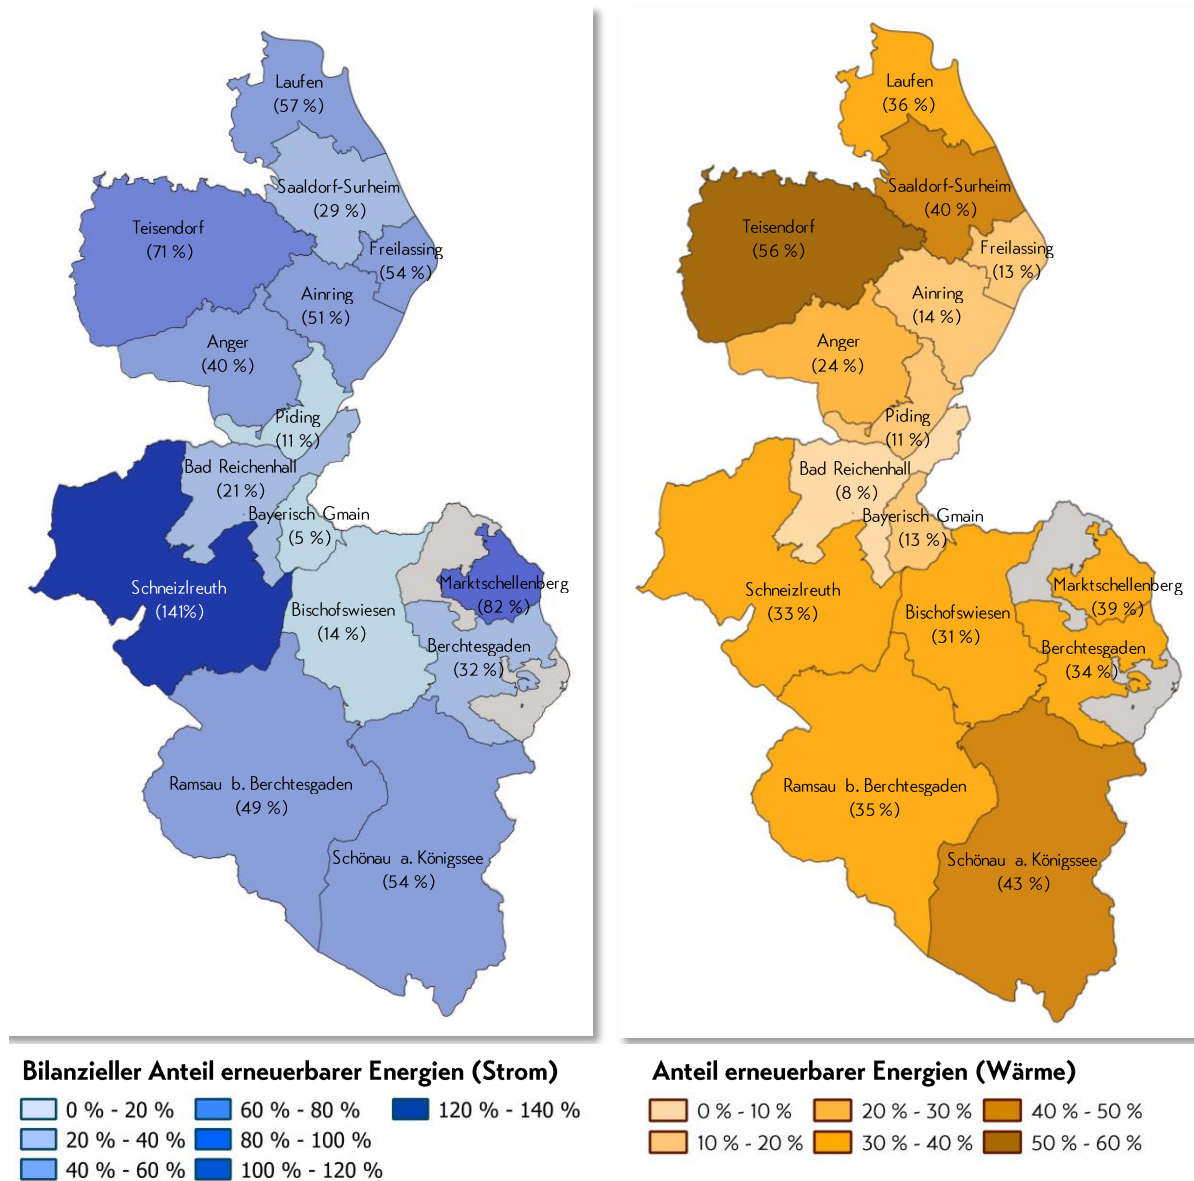 Laufen
(57 %)
Saaldorf-Surheim
(29 %)
Teisendorf
(71 %)
Freilassing
(54 %)
Ainring
(51 %)
Anger
(40 %)
Piding
(11 %)
Bad Reichenhall
(21 %)
Bayerisch Gmain
(5 %)
Schneizlreuth
(141%)
Marktschellenberg
(82 %)
Bischofswiesen
(14 %)
Berchtesgaden
(32 %)
Ramsau b. Berchtesgaden
(49 %)
Schönau a. Königssee
(54 %)
Laufen
(36 %)
Saaldorf-Surheim
(40 %)
Teisendorf
(56 %)
Freilassing
(13 %)
Ainring
(14 %)
Anger
(24 %)
Piding
(11 %)
Bad Reichenhall
(8 %)
Bayerisch Gmain
(13 %)
Schneizlreuth
(33 %)
Marktschellenberg
(39 %)
Bischofswiesen
(31 %)
Berchtesgaden
(34 %)
Ramsau b. Berchtesgaden
(35 %)
Schönau a. Königssee
(43 %)
Bilanzieller Anteil erneuerbarer Energien (Strom)
0 % - 20 %
20 % - 40 %
40 % - 60 %
60 % - 80 %
80 % - 100 %
100 % - 120 %
120 % - 140 %
Anteil erneuerbarer Energien (Wärme)
0 % - 10 %
10 % - 20 %
20 % - 30 %
30 % - 40 %
40 % - 50 %
50 % - 60 %